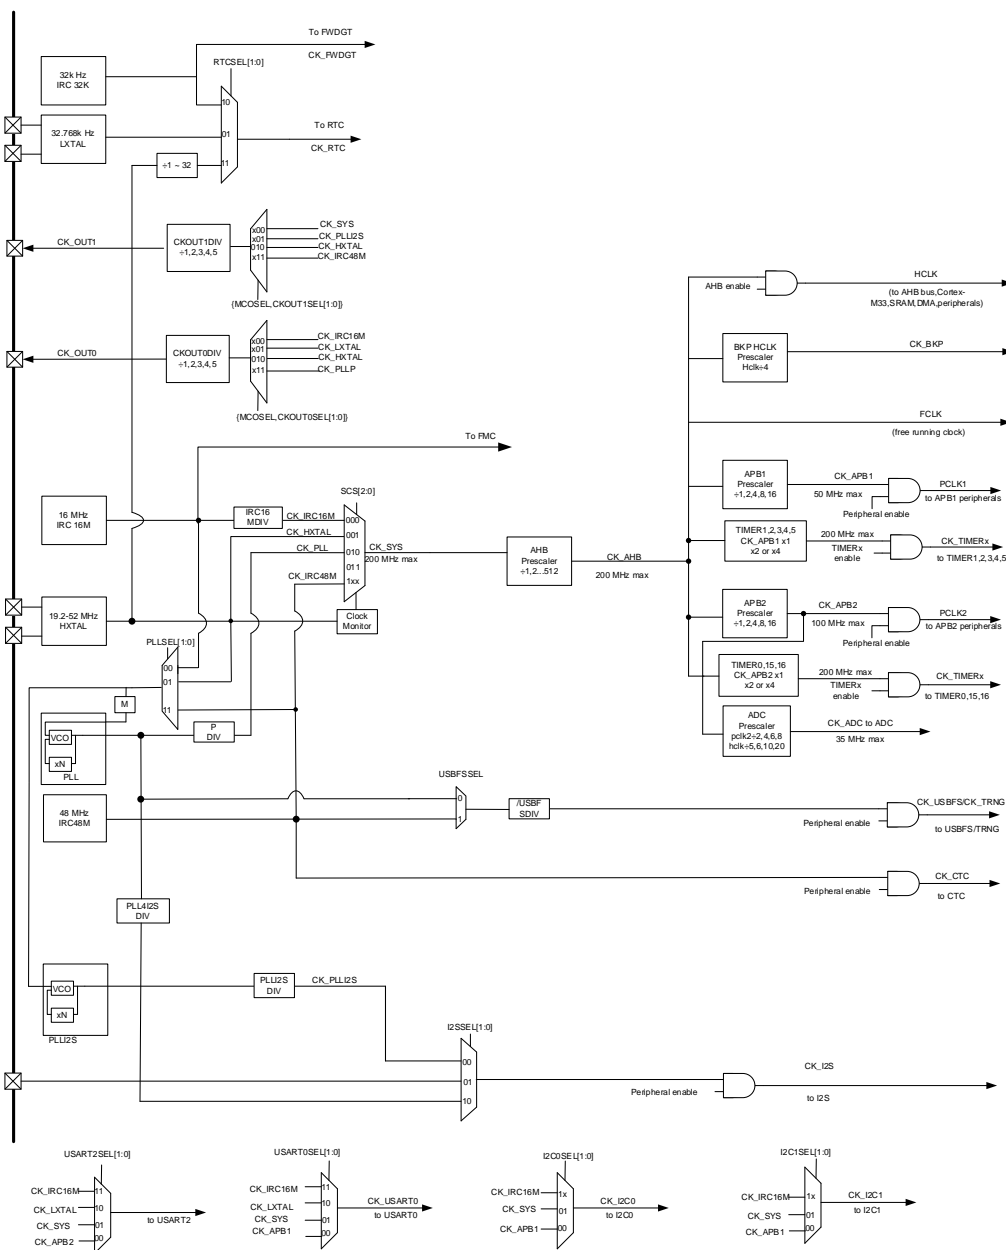 To FWDGT
CK_FWDGT
RTCSEL[1:0]
32k Hz
IRC 32K
10
32.768k Hz
LXTAL
01
To RTC
CK_RTC
÷1 ~ 32
11
CK_OUT1
CKOUT1DIV
÷1,2,3,4,5
x00
x01
010
x11
CK_SYS
CK_PLLI2S
CK_HXTAL
CK_IRC48M
{MCOSEL,CKOUT1SEL[1:0]}
CK_OUT0
CKOUT0DIV
÷1,2,3,4,5
x00
x01
010
x11
CK_IRC16M
CK_LXTAL
CK_HXTAL
CK_PLLP
{MCOSEL,CKOUT0SEL[1:0]}
To FMC
AHB enable
HCLK
(to AHB bus,Cortex-
M33,SRAM,DMA,peripherals)
BKP HCLK
Prescaler
Hclk÷4
CK_BKP
FCLK
(free running clock)
16 MHz
IRC 16M
IRC16
MDIV
SCS[2:0]
CK_IRC16M
CK_HXTAL
CK_PLL
CK_IRC48M
000
001
010
011
1xx
CK_SYS
200 MHz max
AHB
Prescaler
÷1,2...512
CK_AHB
200 MHz max
APB1
Prescaler
÷1,2,4,8,16
CK_APB1
50 MHz max
Peripheral enable
PCLK1
to APB1 peripherals
TIMER1,2,3,4,5
CK_APB1 x1
x2 or x4
200 MHz max
TIMERx
enable
CK_TIMERx
to TIMER1,2,3,4,5
19.2-52 MHz
HXTAL
Clock
Monitor
APB2
Prescaler
÷1,2,4,8,16
CK_APB2
100 MHz max
Peripheral enable
PCLK2
to APB2 peripherals
TIMER0,15,16
CK_APB2 x1
x2 or x4
200 MHz max
TIMERx
enable
CK_TIMERx
to TIMER0,15,16
ADC
Prescaler
pclk2÷2,4,6,8
hclk÷5,6,10,20
CK_ADC to ADC
35 MHz max
PLLSEL[1:0]
00
01
11
M
VCO
xN
PLL
P
DIV
48 MHz
IRC48M
USBFSSEL
0
1
/USBF
SDIV
Peripheral enable
CK_USBFS/CK_TRNG
to USBFS/TRNG
Peripheral enable
CK_CTC
to CTC
PLL4I2S
DIV
VCO
xN
PLLI2S
PLLI2S
DIV
CK_PLLI2S
I2SSEL[1:0]
00
01
10
Peripheral enable
CK_I2S
to I2S
USART2SEL[1:0]
CK_IRC16M
CK_LXTAL
CK_SYS
CK_APB2
11
10
01
00
to USART2
USART0SEL[1:0]
CK_IRC16M
CK_LXTAL
CK_SYS
CK_APB1
11
10
01
00
CK_USART0
to USART0
I2C0SEL[1:0]
CK_IRC16M
CK_SYS
CK_APB1
1x
01
00
CK_I2C0
to I2C0
I2C1SEL[1:0]
CK_IRC16M
CK_SYS
CK_APB1
1x
01
00
CK_I2C1
to I2C1